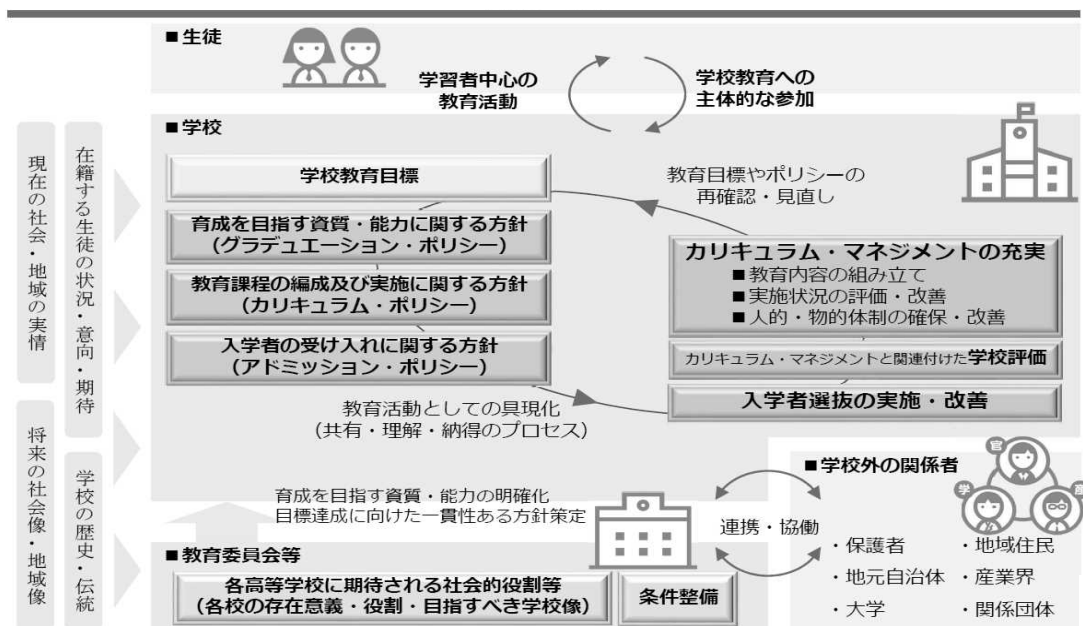 ■生徒
学習者中心の
教育活動
学校教育への
主体的な参加
現在の社会・地域の実情
在籍する生徒の状況・意向・期待
将来の社会像・地域像
学校の歴史・伝統
■学校
学校教育目標
育成を目指す資質・能力に関する方針
(グラデュエーション・ポリシー)
教育課程の編成及び実施に関する方針
(カリキュラム・ポリシー)
入学者の受け入れに関する方針
(アドミッション・ポリシー)
教育目標やポリシーの
再確認・見直し
カリキュラム・マネジメントの充実
■教育内容の組み立て
■実施状況の評価・改善
■人的・物的体制の確保・改善
カリキュラム・マネジメントと関連付けた学校評価
入学者選抜の実施・改善
教育活動としての具現化
(共有・理解・納得のプロセス)
育成を目指す資質・能力の明確化
目標達成に向けた一貫性ある方針策定
■教育委員会等
各高等学校に期待される社会的役割等
(各校の存在意義・役割・目指すべき学校像)
条件整備
連携・協働
■学校外の関係者
官
学
産
・保護者
・地域住民
・地元自治体
・産業界
・大学
・関係団体